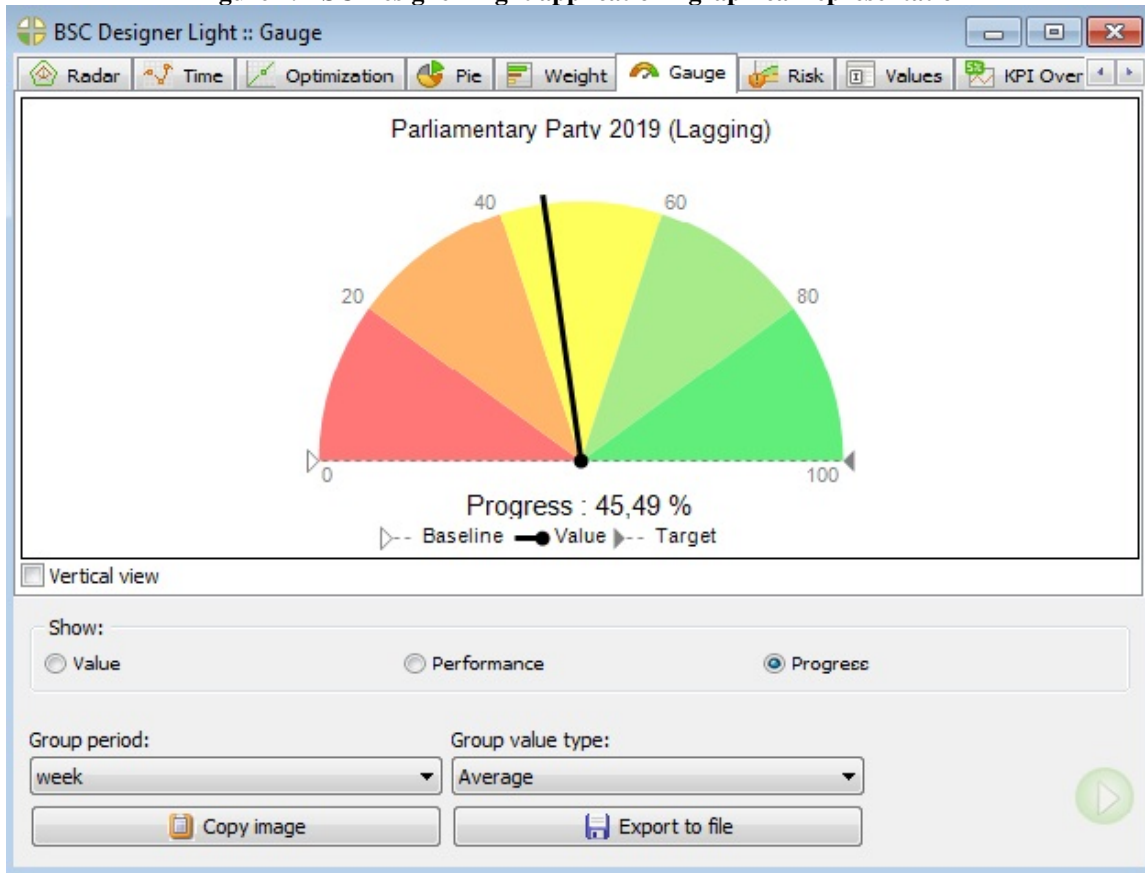 BSC Designer Light :: Gauge
Radar Time Optimization Pie Weight Gauge Risk Values 5% KPI Over
Parliamentary Party 2019 (Lagging)
40 60
20 80
0 100
Progress : 45,49 %
Baseline Value Target
Vertical view
Show:
Value Performance Progress
Group period: Group value type:
week Average
Copy image Export to file